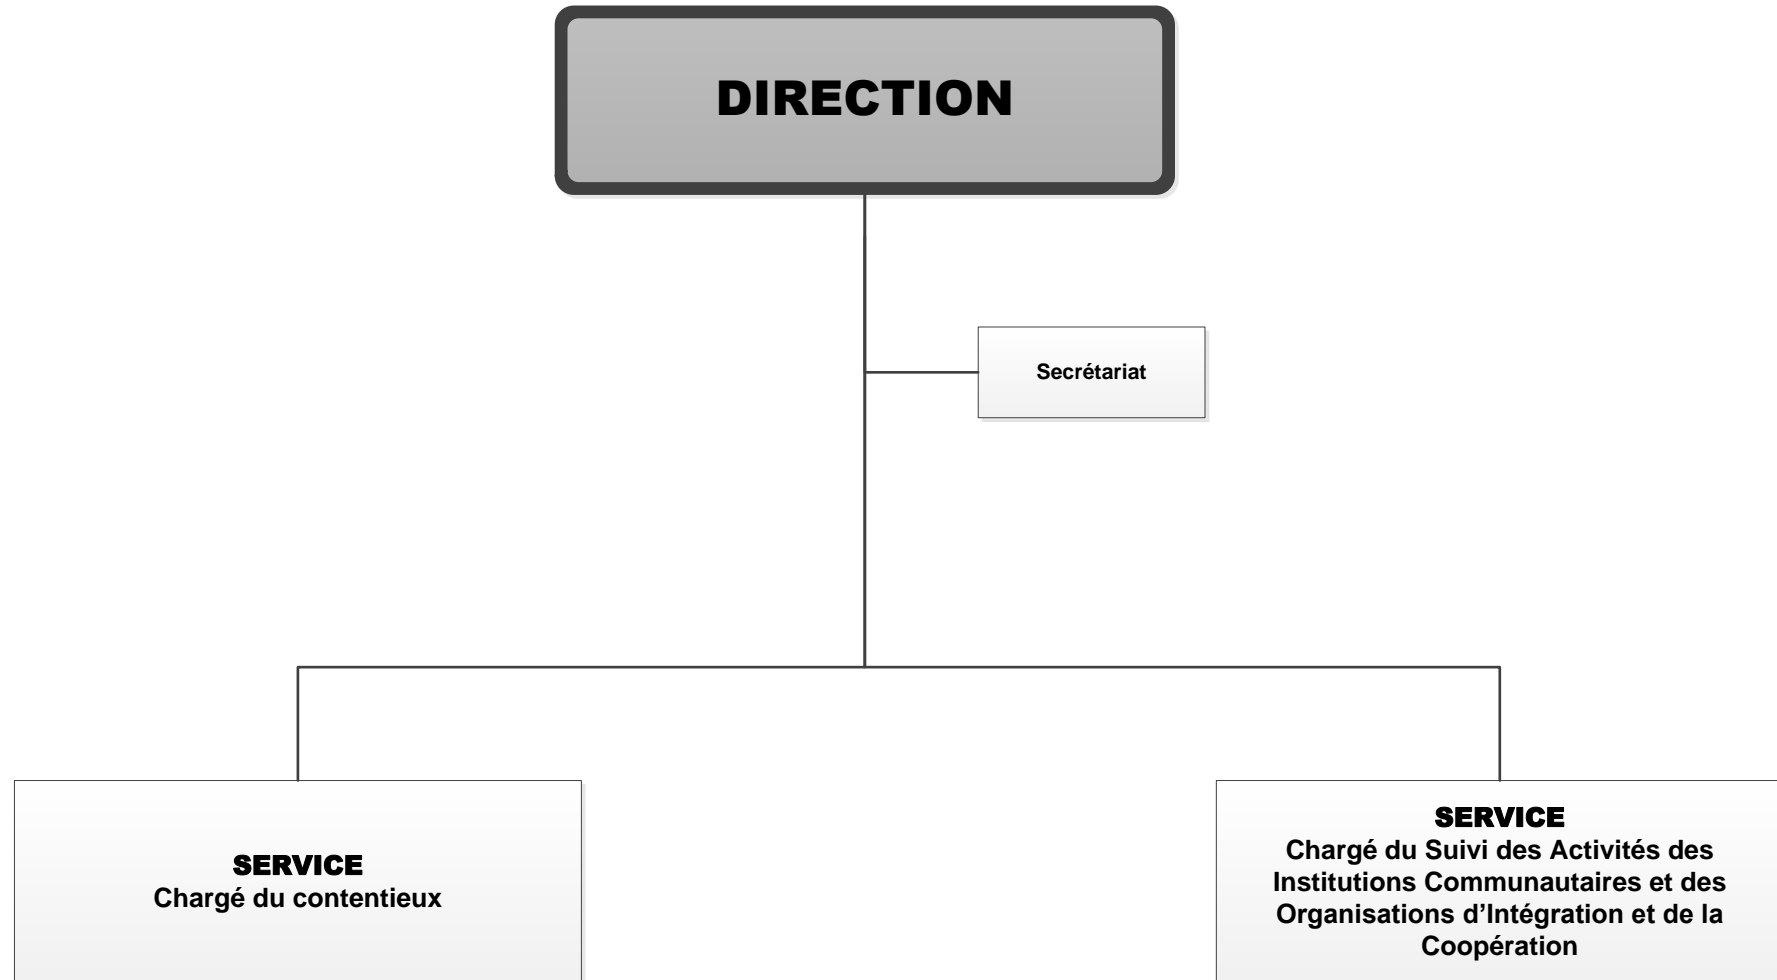 DIRECTION
Secrétariat
SERVICE
Chargé du contentieux
SERVICE
Chargé du Suivi des Activités des
Institutions Communautaires et des
Organisations d’Intégration et de la
Coopération